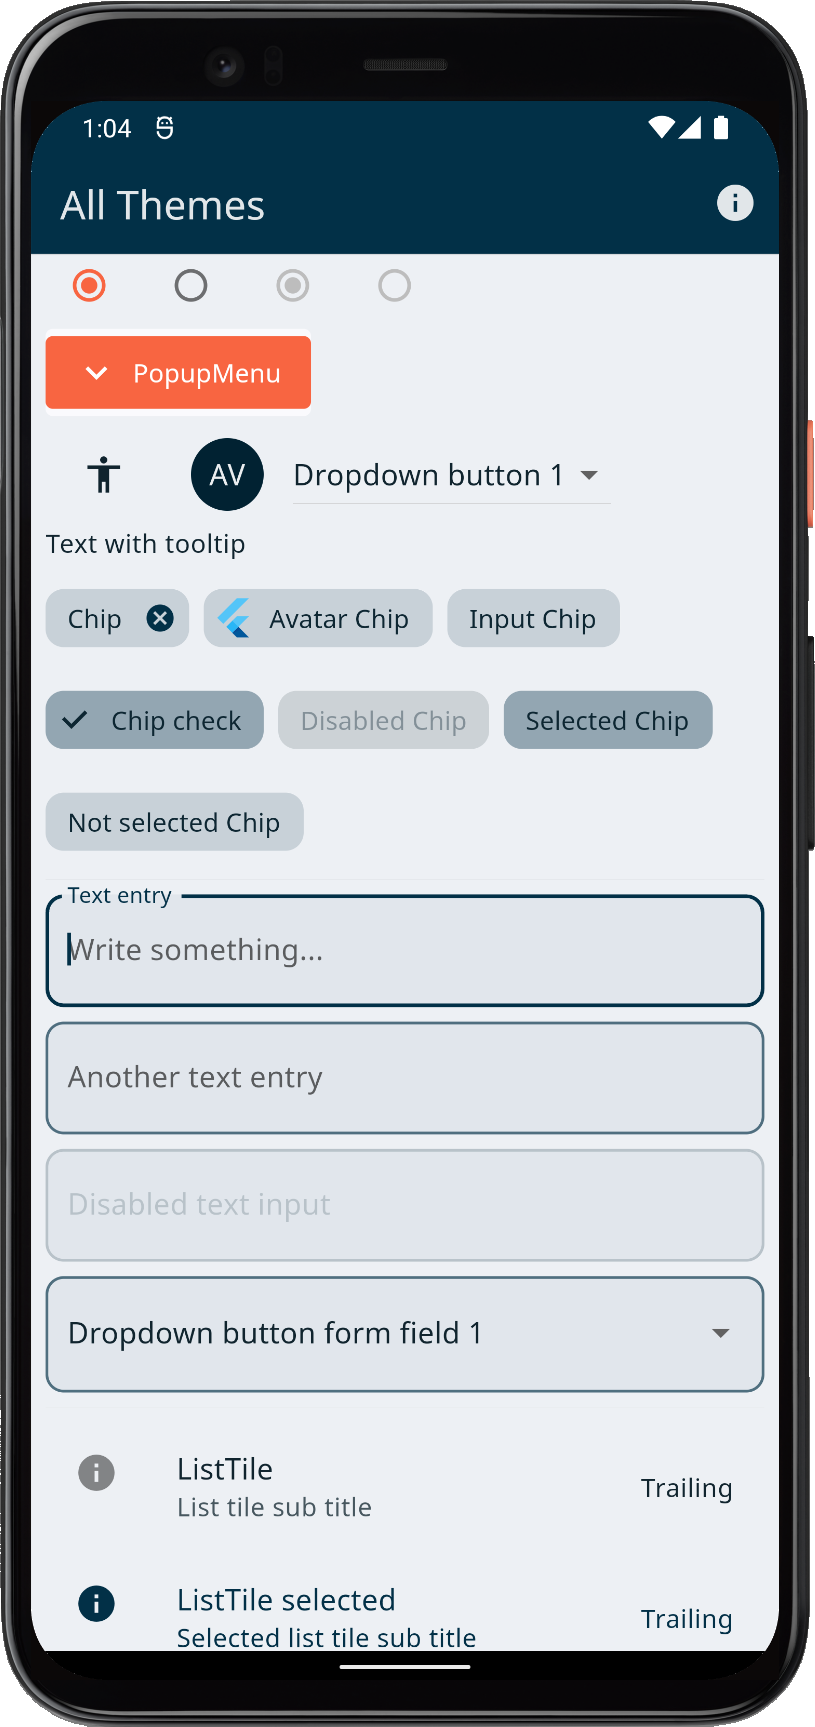 1:04
All Themes
PopupMenu
AV
Dropdown button 1
Text with tooltip
Chip
Avatar Chip
Input Chip
Chip check
Disabled Chip
Selected Chip
Not selected Chip
Text entry
Write something...
Another text entry
Disabled text input
Dropdown button form field 1
ListTile
List tile sub title
Trailing
ListTile selected
Selected list tile sub title
Trailing